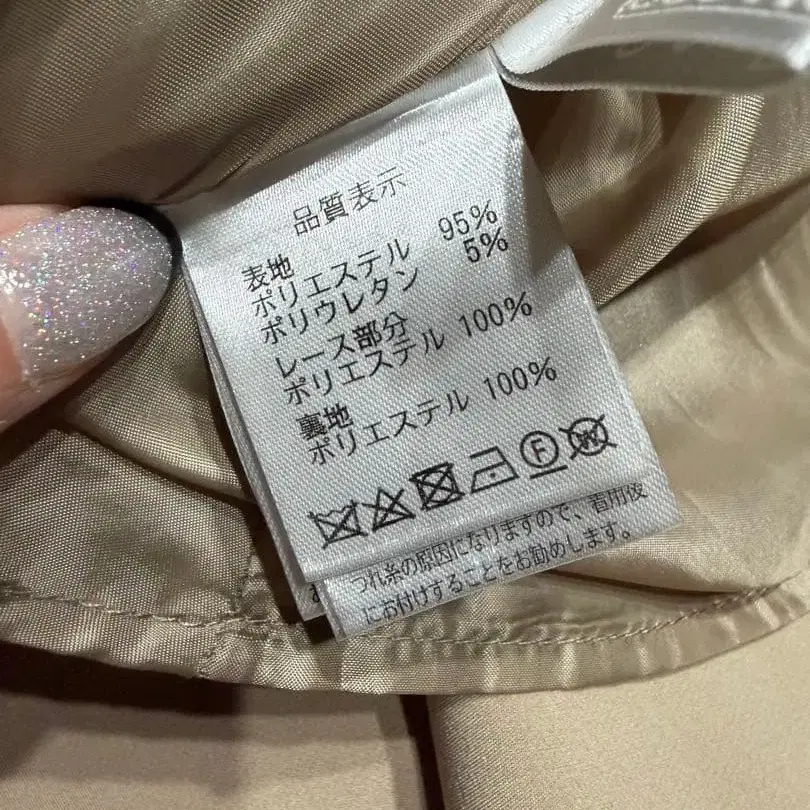 品質表示
表地
ポリエステル 95%
ポリウレタン 5%
レース部分
ポリエステル 100%
裏地
ポリエステル 100%
F W
つれ糸の原因になりますので、着用後
にお付けすることをお勧めします。